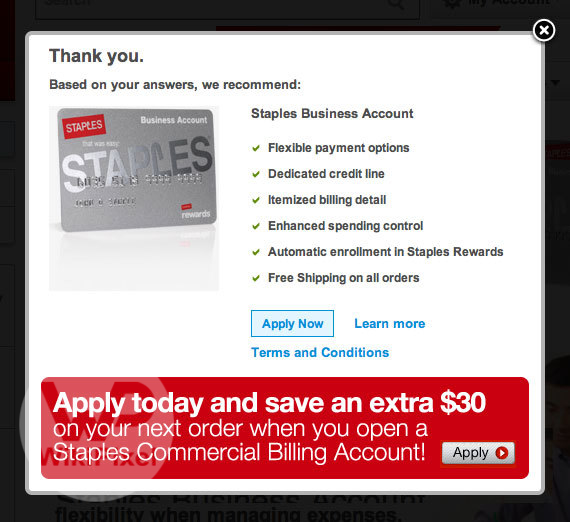 Search
My Account
Thank you.
Based on your answers, we recommend:
STAPLES
Business Account
that was easy:
STAPLES
rewards
Staples Business Account
Flexible payment options
Dedicated credit line
Itemized billing detail
Enhanced spending control
Automatic enrollment in Staples Rewards
Free Shipping on all orders
Apply Now
Learn more
Terms and Conditions
Apply today and save an extra $30
on your next order when you open a
Staples Commercial Billing Account!
Apply
Staples Business Account
flexibility when managing expenses.